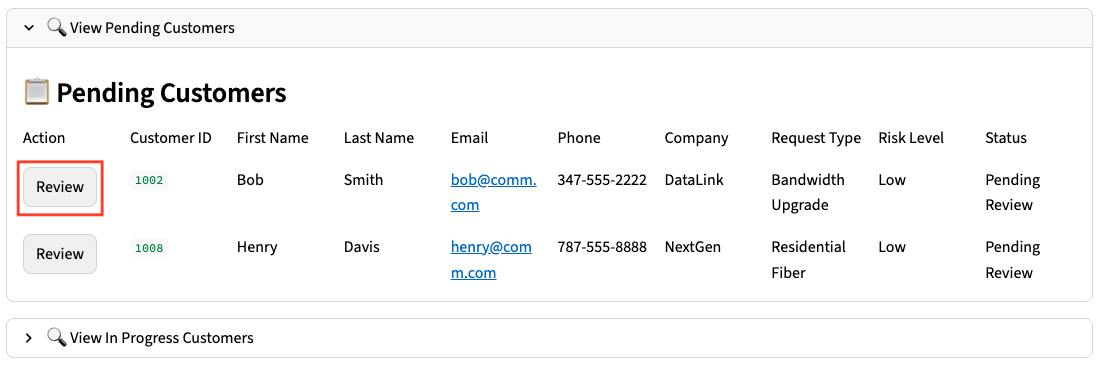 View Pending Customers
Pending Customers
Action Customer ID First Name Last Name Email Phone Company Request Type Risk Level Status
Review 1002 Bob Smith bob@comm. 347-555-2222 DataLink Bandwidth Low Pending
com Upgrade Review
Review 1008 Henry Davis henry@com 787-555-8888 NextGen Residential Low Pending
m.com Fiber Review
View In Progress Customers